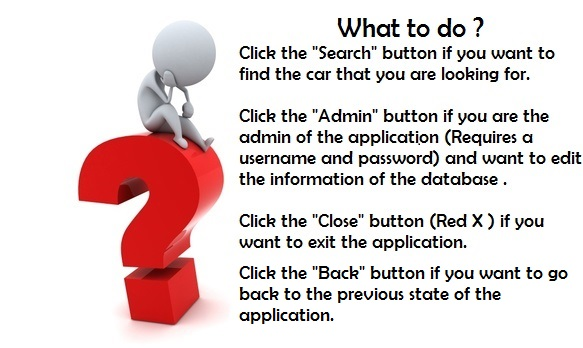 What to do ?
Click the "Search" button if you want to
find the car that you are looking for.
Click the "Admin" button if you are the
admin of the application (Requires a
username and password) and want to edit
the information of the database .
Click the "Close" button (Red X ) if you
want to exit the application.
Click the "Back" button if you want to go
back to the previous state of the
application.